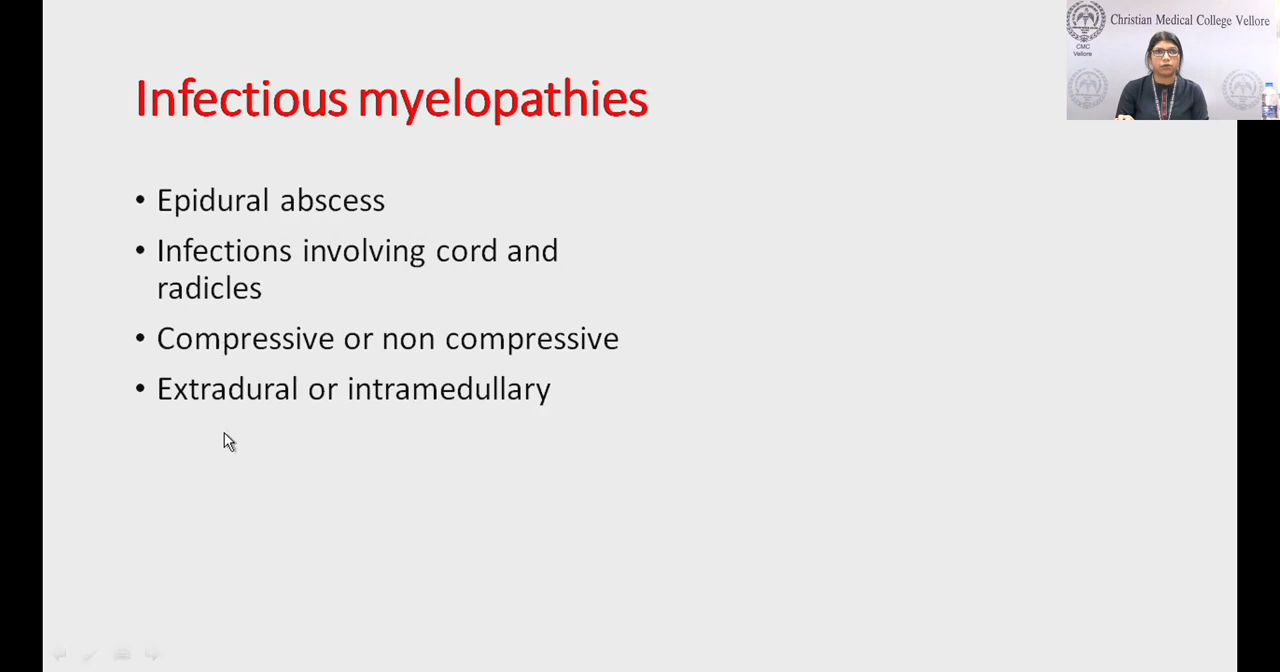 Infectious myelopathies
• Epidural abscess
• Infections involving cord and
radicles
• Compressive or non compressive
• Extradural or intramedullary
Christian Medical College Vellore
CMC
Vellore